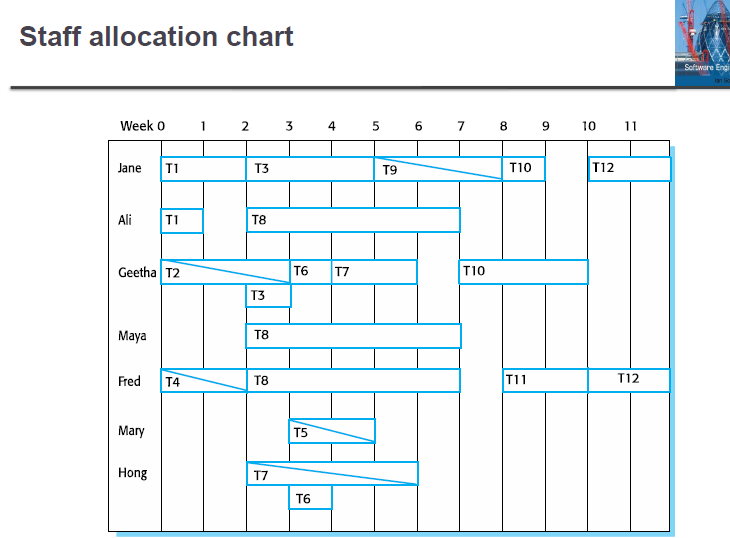 Staff allocation chart
Software Engi
Week 0 1 2 3 4 5 6 7 8 9 10 11
Jane T1 T3 T9 T10 T12
Ali T1 T8
Geetha T2 T6 T7 T10
T3
Maya T8
Fred T4 T8 T11 T12
Mary T5
Hong T7
T6